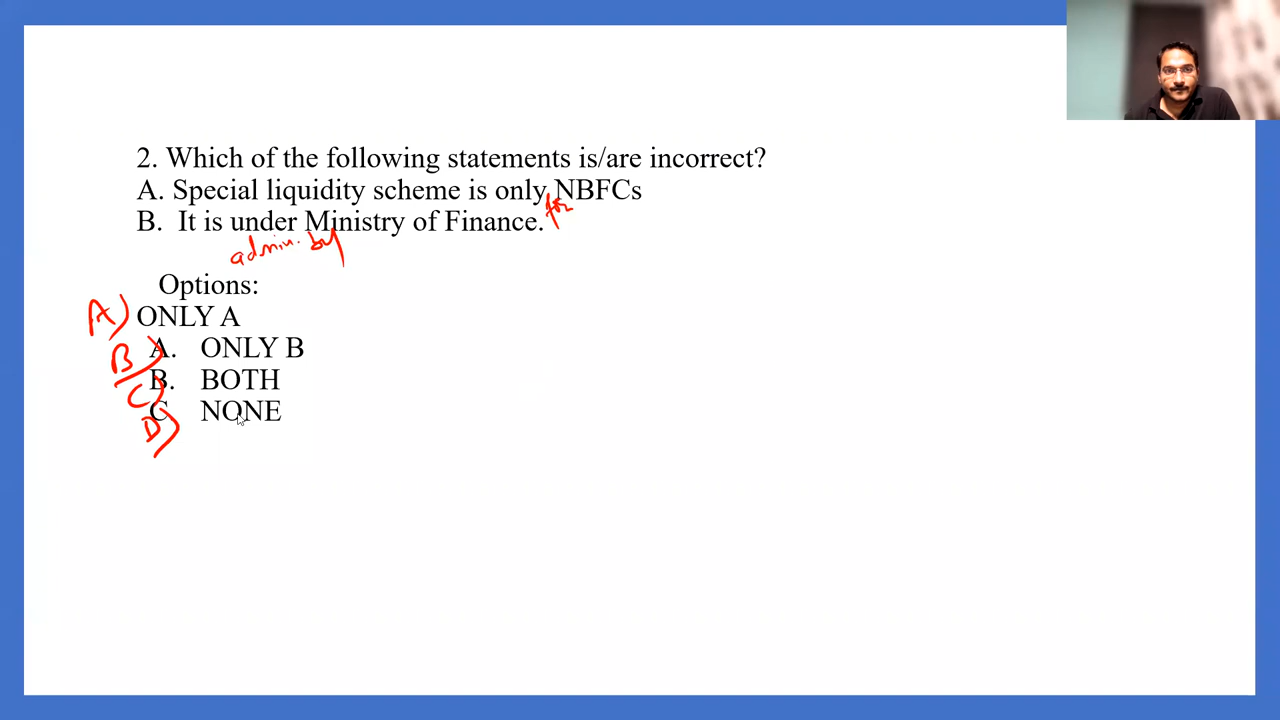 2. Which of the following statements is/are incorrect?
A. Special liquidity scheme is only NBFCs
for
B. It is under Ministry of Finance.
admin. by
Options:
A) ONLY A
B) A. ONLY B
C) B. BOTH
D) C NONE